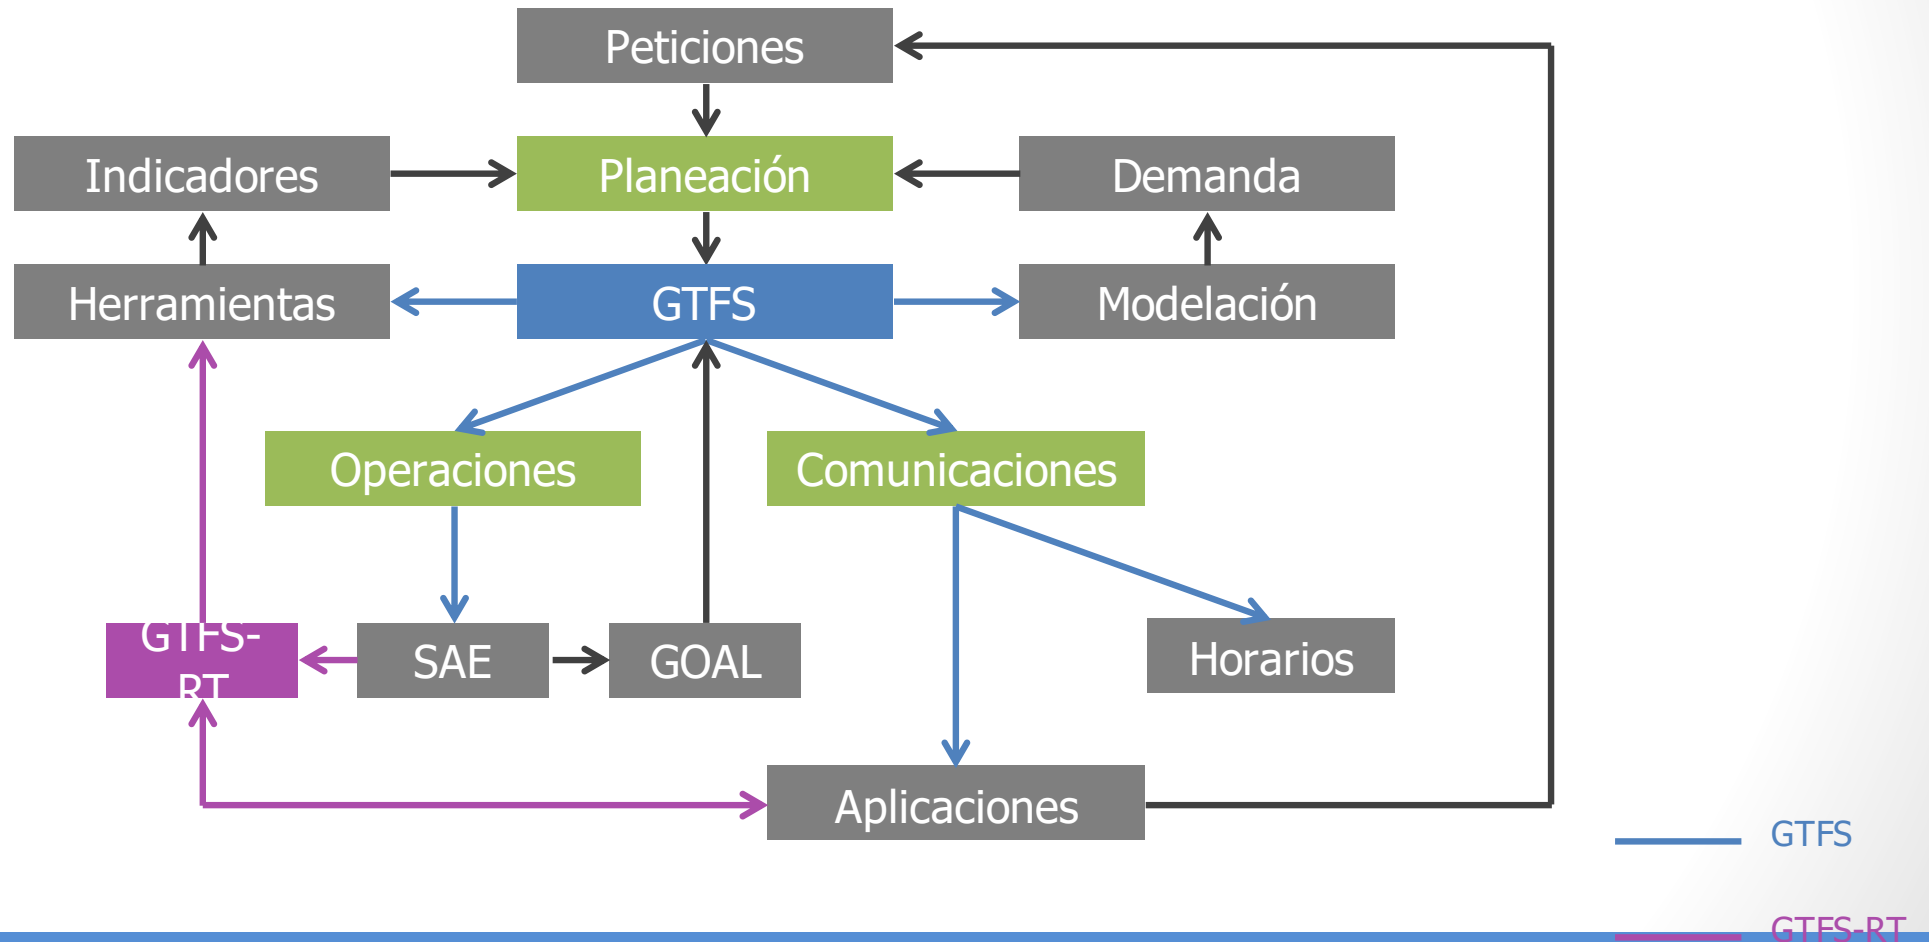 Peticiones
Indicadores
Planeación
Demanda
Herramientas
GTFS
Modelación
Operaciones
Comunicaciones
GTFS-
RT
SAE
GOAL
Horarios
Aplicaciones
GTFS
GTFS-RT